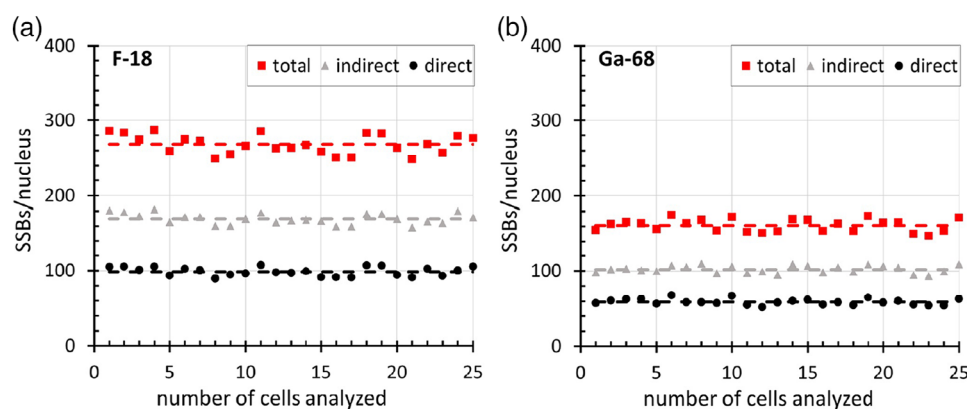 (a)
F-18
total indirect direct
SSBs/nucleus
400
300
200
100
0
0 5 10 15 20 25
number of cells analyzed
(b)
Ga-68
total indirect direct
SSBs/nucleus
400
300
200
100
0
0 5 10 15 20 25
number of cells analyzed